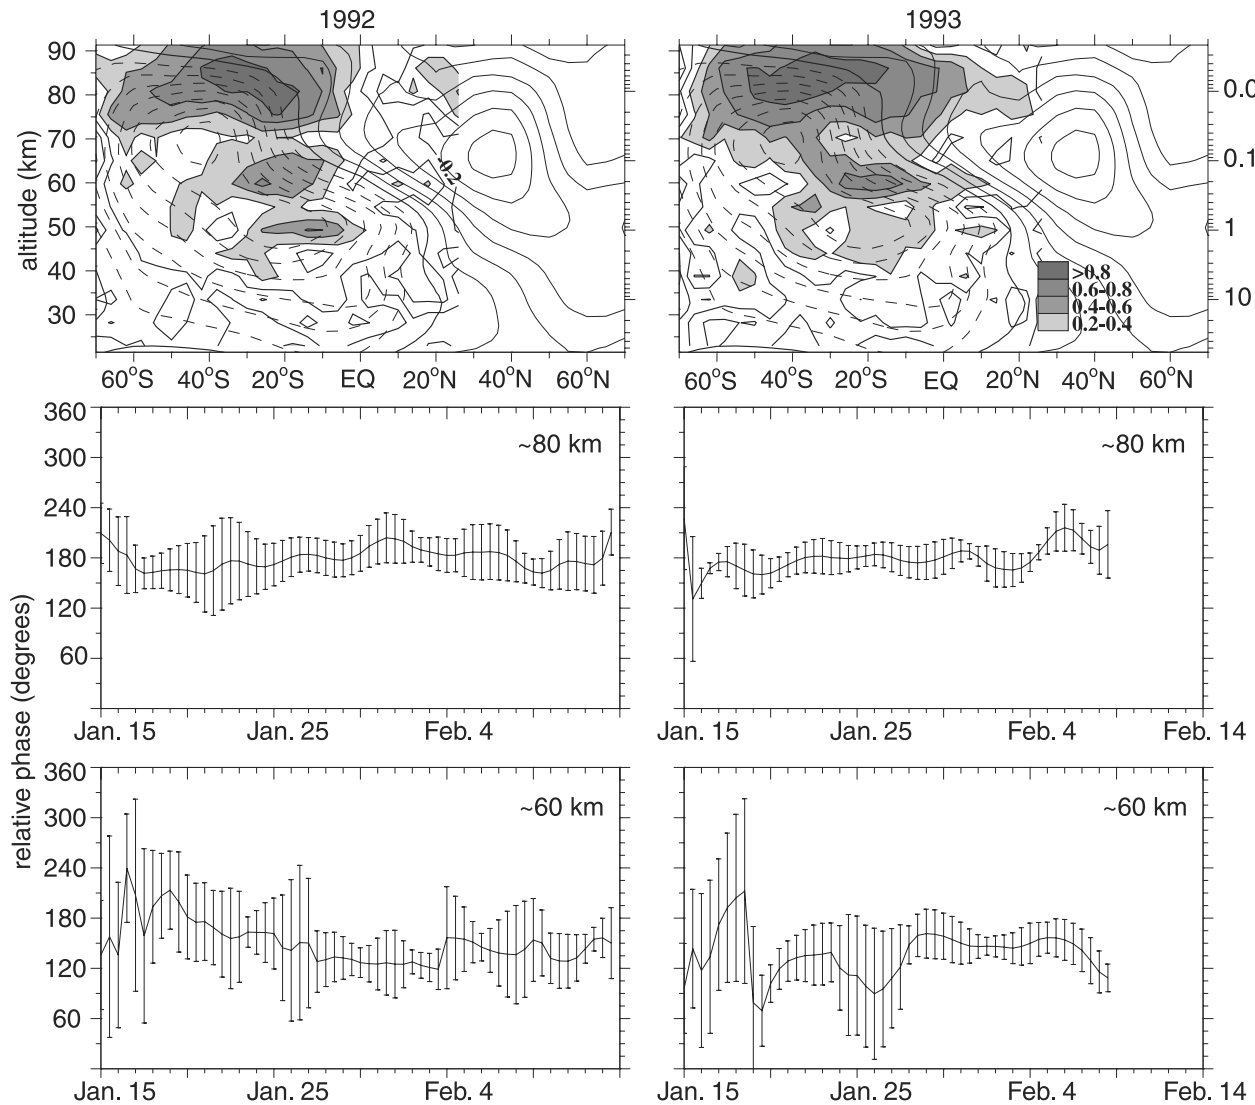 1992
1993
altitude (km)
90
80
70
60
50
40
30
-0.2
0.0
0.1
1
10
>0.8
0.6-0.8
0.4-0.6
0.2-0.4
60°S 40°S 20°S EQ 20°N 40°N 60°N
60°S 40°S 20°S EQ 20°N 40°N 60°N
relative phase (degrees)
360
300
240
180
120
60
~80 km
~80 km
Jan. 15 Jan. 25 Feb. 4
Jan. 15 Jan. 25 Feb. 4 Feb. 14
360
300
240
180
120
60
~60 km
~60 km
Jan. 15 Jan. 25 Feb. 4
Jan. 15 Jan. 25 Feb. 4 Feb. 14